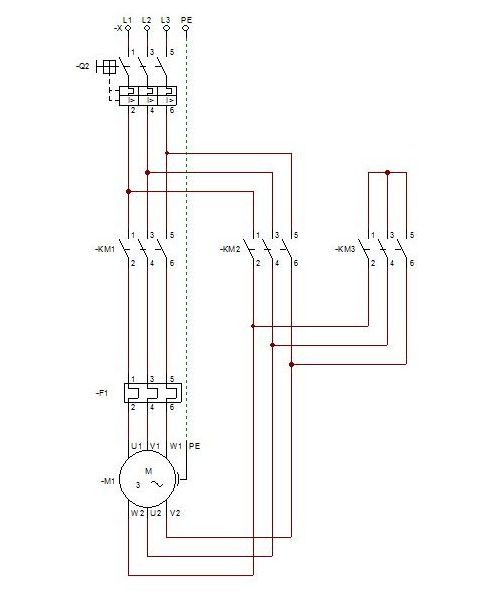 L1 L2 L3 PE
-X
1 3 5
-Q2
I> I> I>
2 4 6
1 3 5 1 3 5 1 3 5
-KM1 -KM2 -KM3
2 4 6 2 4 6 2 4 6
1 3 5
-F1
2 4 6
U1 V1 W1 PE
M
-M1
3
W2 U2 V2